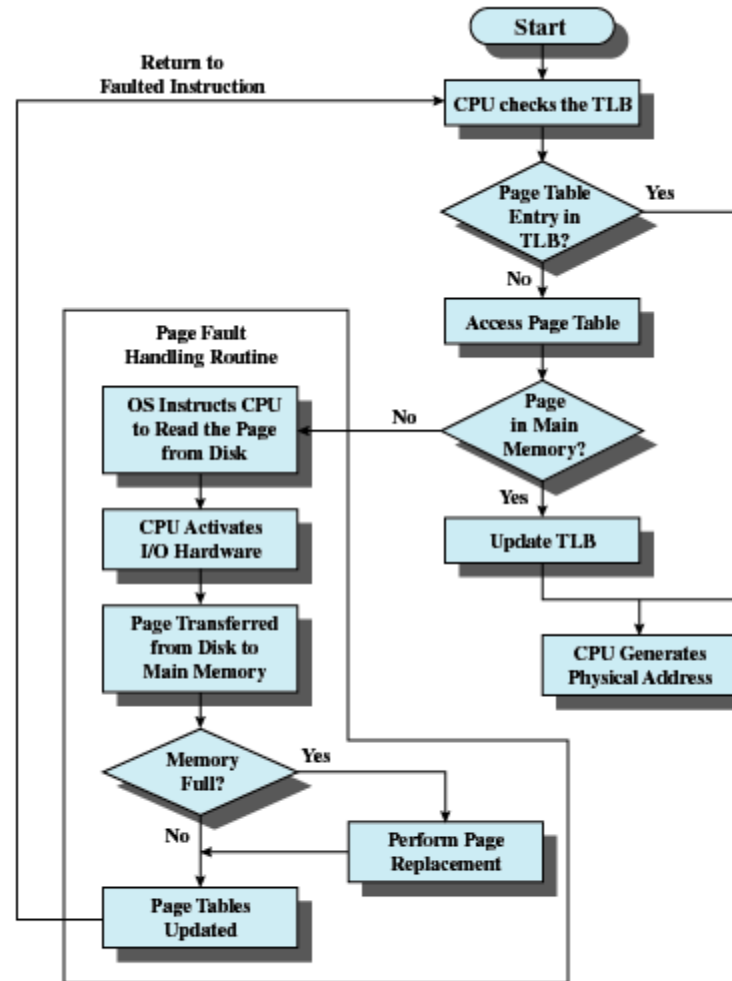 Start
Return to
Faulted Instruction
CPU checks the TLB
Page Table
Entry in
TLB?
Yes
No
Access Page Table
Page Fault
Handling Routine
OS Instructs CPU
to Read the Page
from Disk
No
Page
in Main
Memory?
Yes
CPU Activates
I/O Hardware
Update TLB
Page Transferred
from Disk to
Main Memory
CPU Generates
Physical Address
Memory
Full?
Yes
No
Perform Page
Replacement
Page Tables
Updated